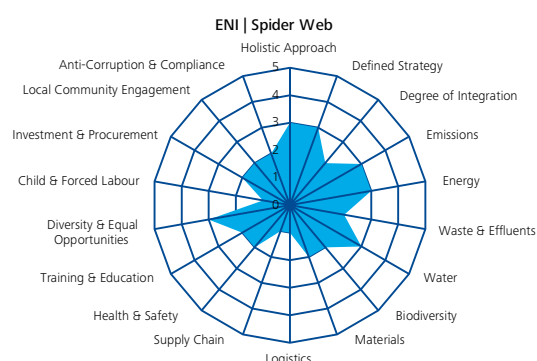 ENI | Spider Web
Holistic Approach
Anti-Corruption & Compliance
Defined Strategy
Local Community Engagement
Degree of Integration
Investment & Procurement
Emissions
Child & Forced Labour
Energy
Diversity & Equal
Opportunities
Waste & Effluents
Training & Education
Water
Health & Safety
Biodiversity
Supply Chain
Materials
Logistics
5
4
3
2
1
0